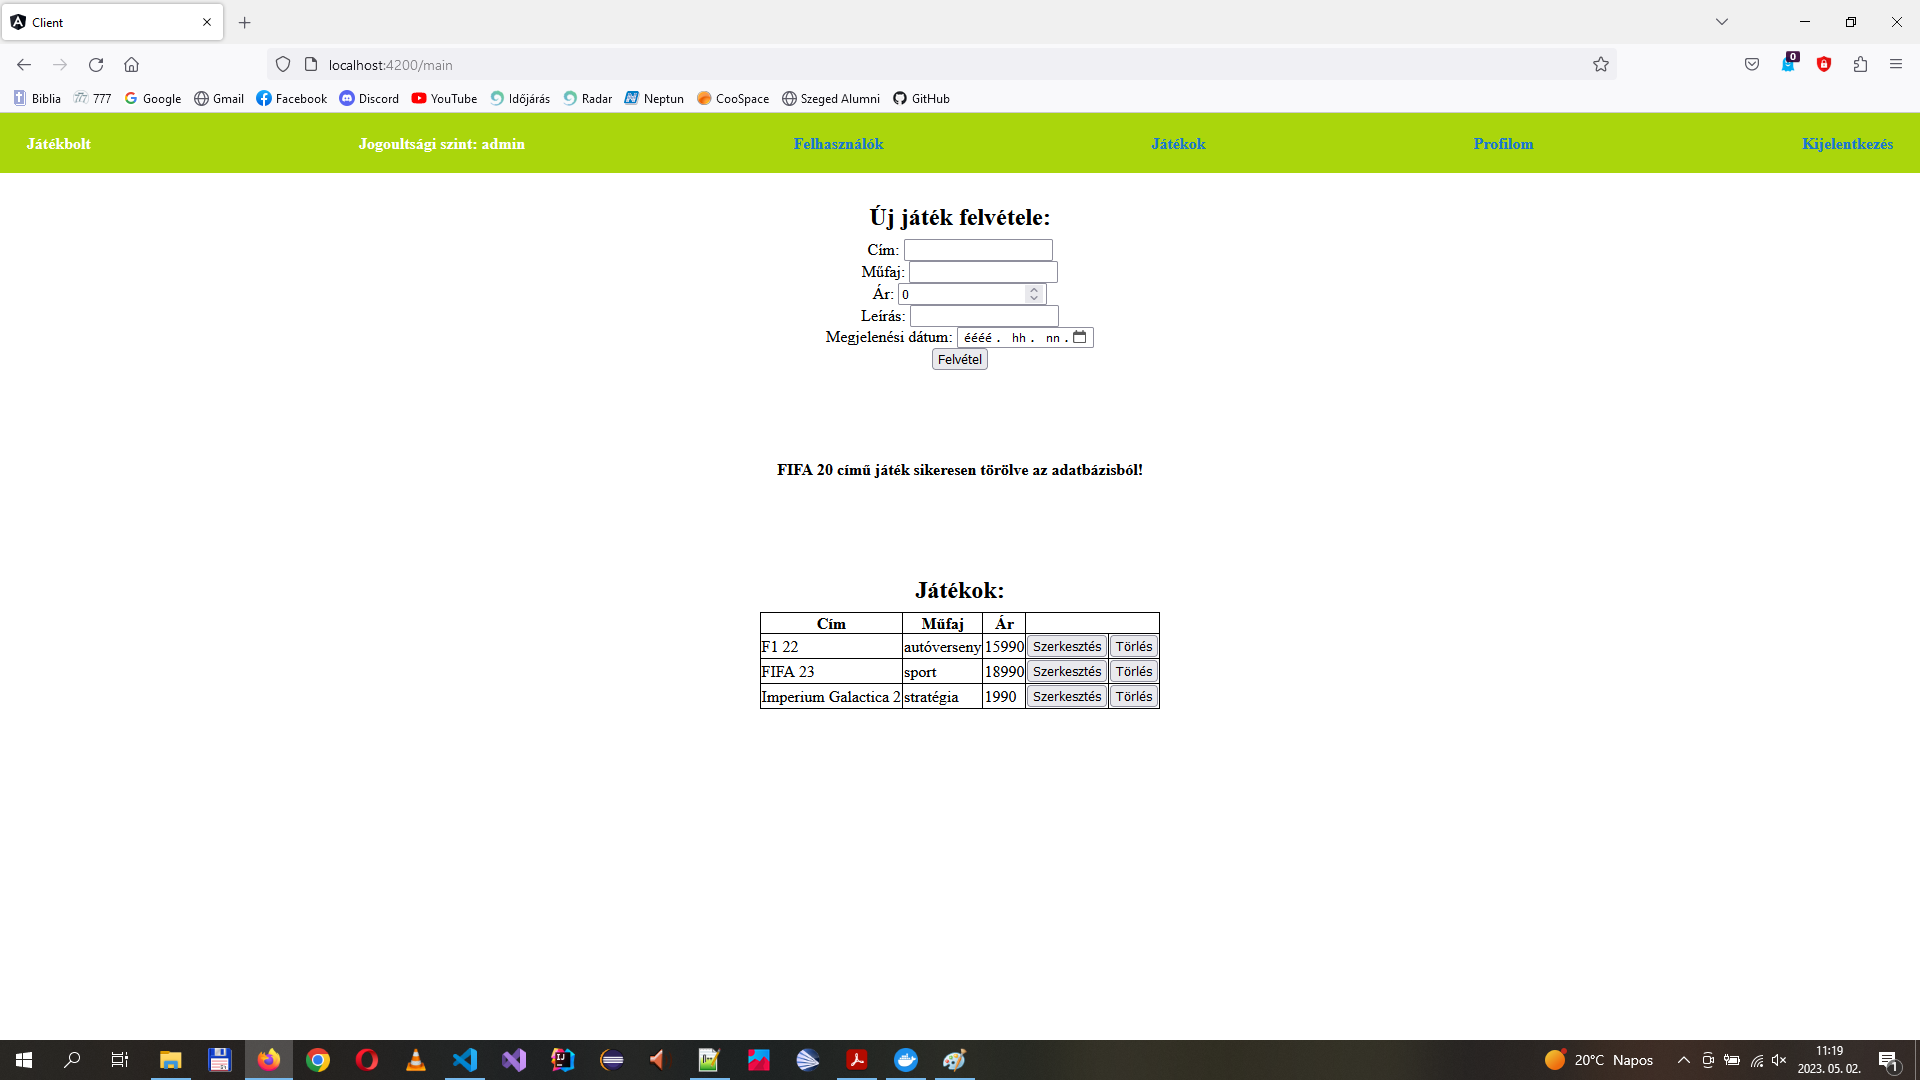 Client
localhost:4200/main
0
Biblia 777 Google Gmail Facebook Discord YouTube Időjárás Radar Neptun CooSpace Szeged Alumni GitHub
Játékbolt Jogoultsági szint: admin Felhasználók Játékok Profilom Kijelentkezés
Új játék felvétele:
Cím:
Műfaj:
Ár: 0
Leírás:
Megjelenési dátum: éééé. hh. nn.
Felvétel
FIFA 20 című játék sikeresen törölve az adatbázisból!
Játékok:
Cím Műfaj Ár
F1 22 autóverseny 15990 Szerkesztés Törlés
FIFA 23 sport 18990 Szerkesztés Törlés
Imperium Galactica 2 stratégia 1990 Szerkesztés Törlés
20°C Napos
11:19
2023. 05. 02.
1